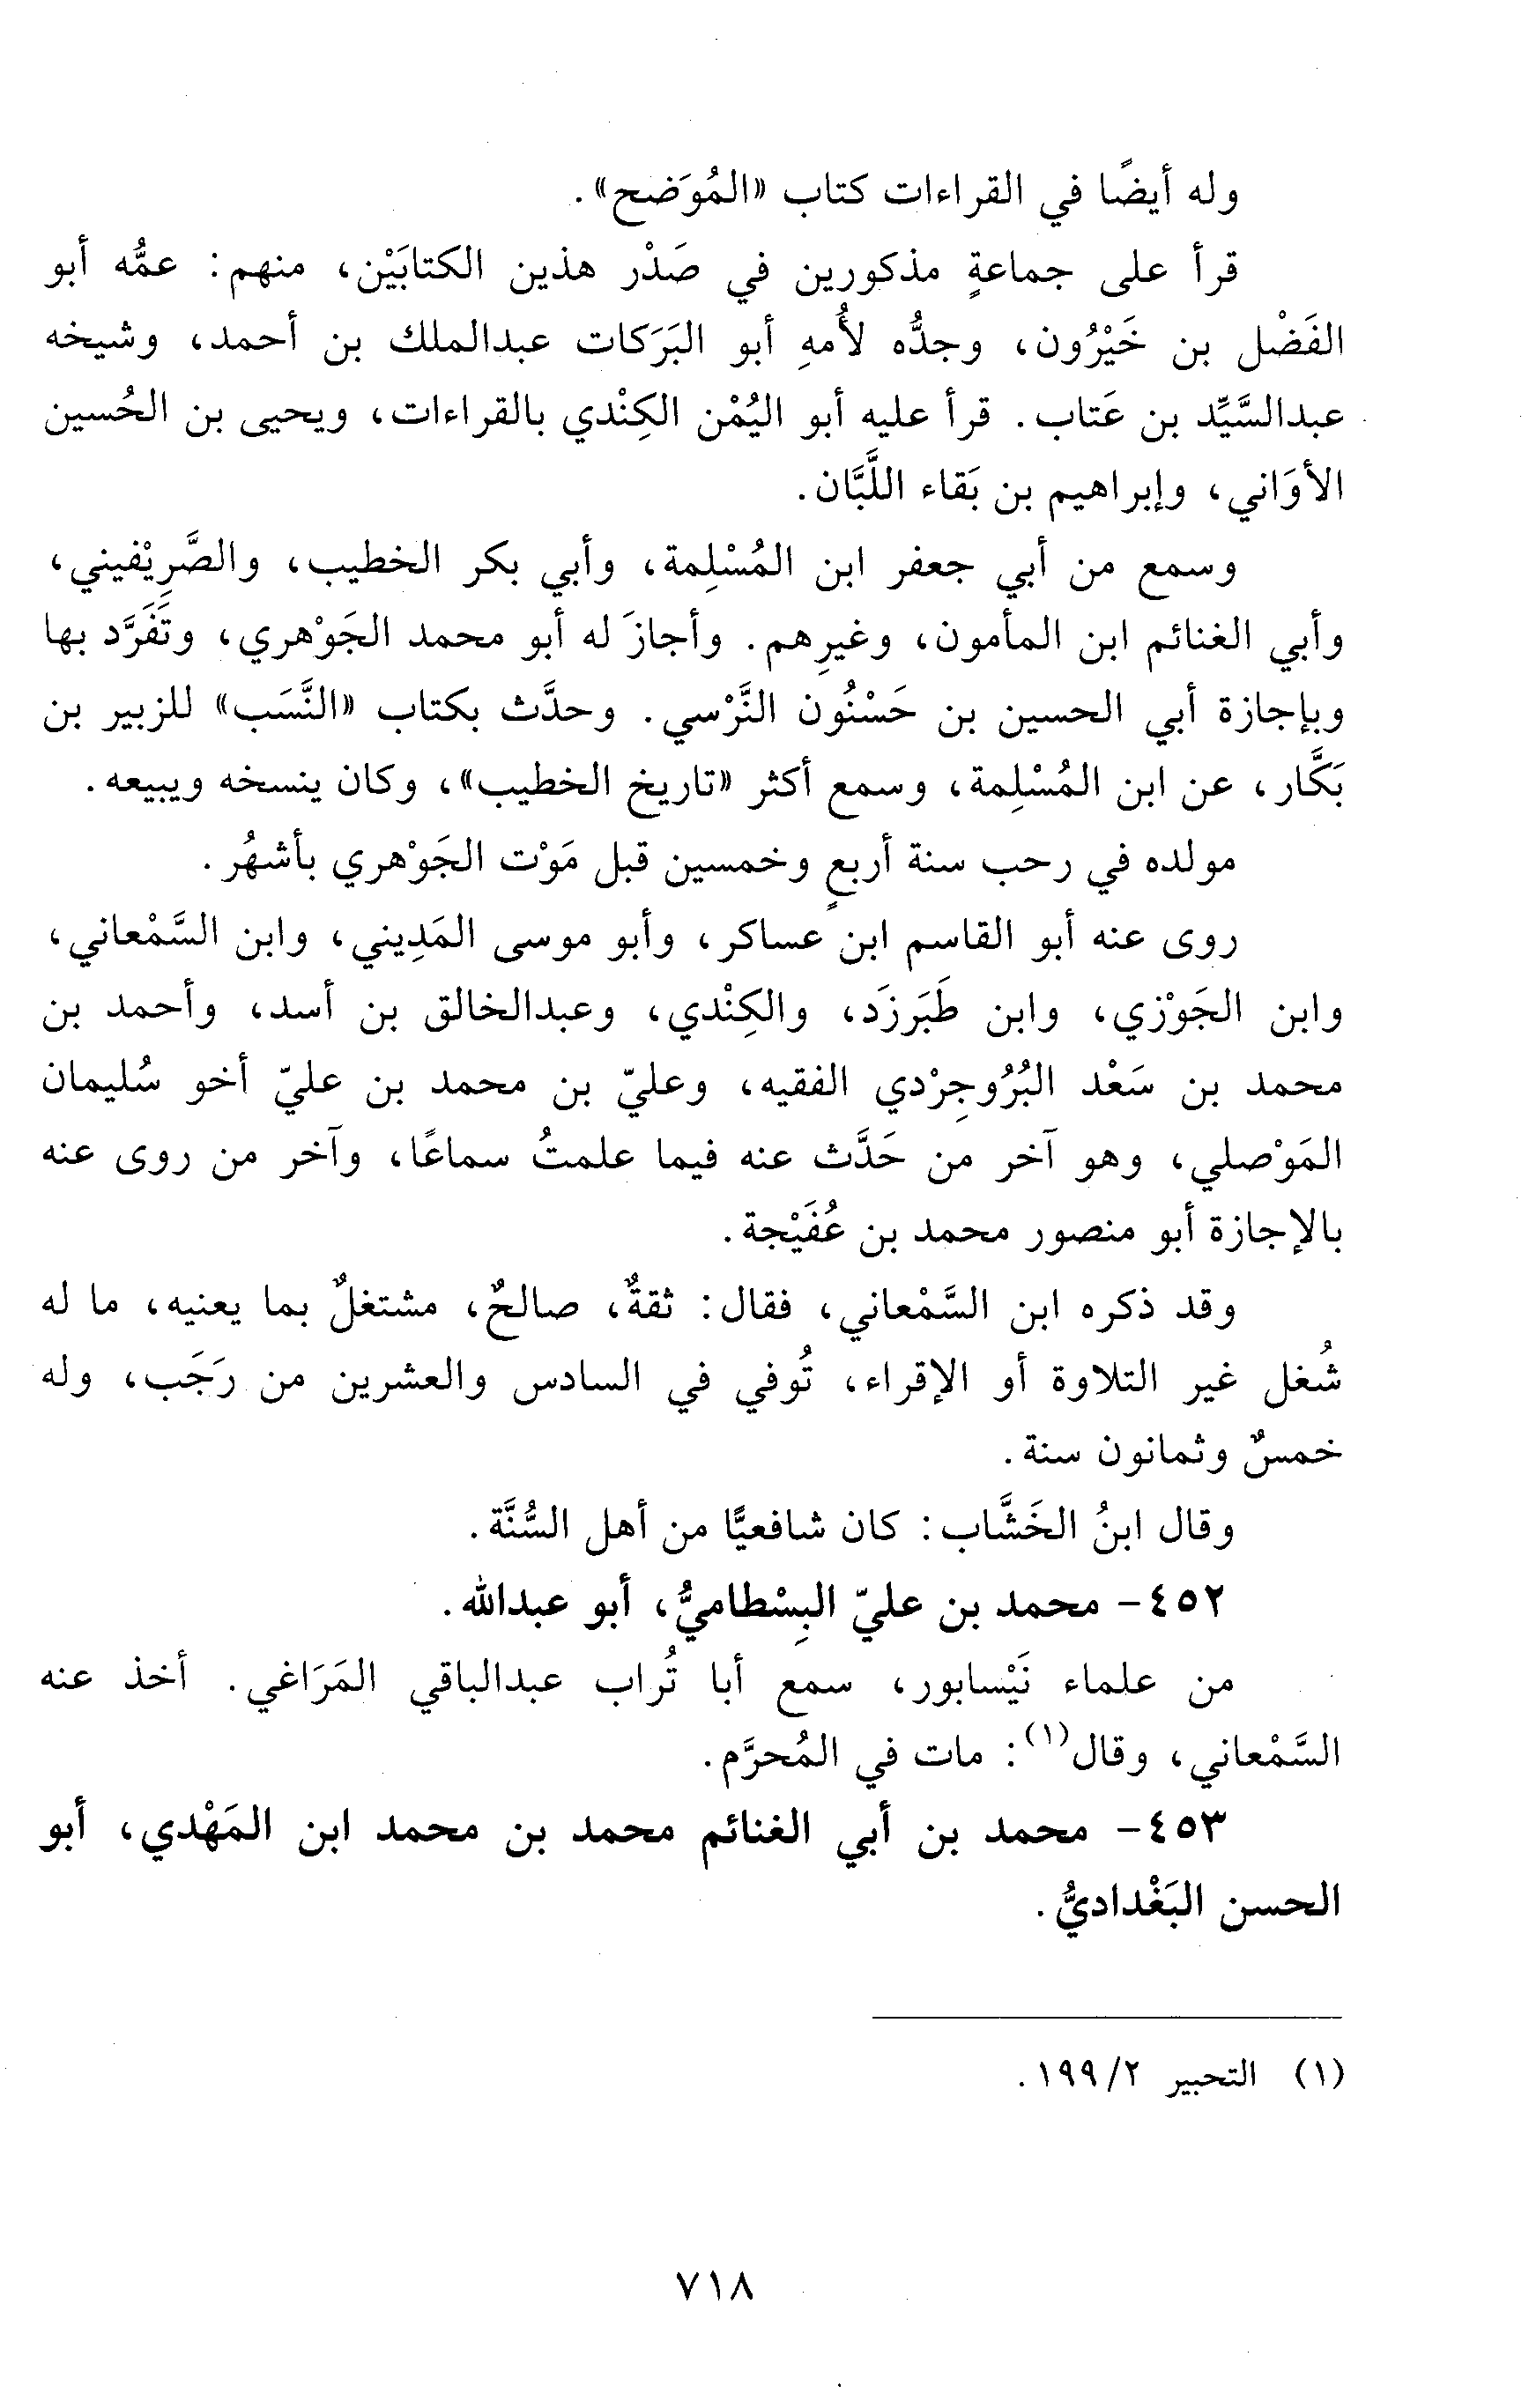 وله أيضًا في القراءات كتاب «المُوَضح».
قرأ على جماعةٍ مذكورين في صَدْر هذين الكتابَيْن، منهم: عمُّه أبو
الفَضْل بن خَيْرُون، وجدُّه لأُمهِ أبو البَرَكات عبدالملك بن أحمد، وشيخه
عبدالسَّيِّد بن عَتاب. قرأ عليه أبو اليُمْن الكِنْدي بالقراءات، ويحيى بن الحُسين
الأوَاني، وإبراهيم بن بَقاء اللَّبَّان.
وسمع من أبي جعفر ابن المُسْلِمة، وأبي بكر الخطيب، والصَّرِيْفيني،
وأبي الغنائم ابن المأمون، وغيرِهم. وأجازَ له أبو محمد الجَوْهري، وتَفَرَّد بها
وبإجازة أبي الحسين بن حَسْنُون النَّرْسي. وحدَّث بكتاب «النَّسَب» للزبير بن
بَكَّار، عن ابن المُسْلِمة، وسمع أكثر «تاريخ الخطيب»، وكان ينسخه ويبيعه.
مولده في رحب سنة أربعٍ وخمسين قبل مَوْت الجَوْهري بأشهُر.
روى عنه أبو القاسم ابن عساكر، وأبو موسى المَدِيني، وابن السَّمْعاني،
وابن الجَوْزي، وابن طَبَرزَد، والكِنْدي، وعبدالخالق بن أسد، وأحمد بن
محمد بن سَعْد البُرُوجِرْدي الفقيه، وعليّ بن محمد بن عليّ أخو سُليمان
المَوْصلي، وهو آخر من حَدَّث عنه فيما علمتُ سماعًا، وآخر من روى عنه
بالإجازة أبو منصور محمد بن عُفَيْجة.
وقد ذكره ابن السَّمْعاني، فقال: ثقةٌ، صالحٌ، مشتغلٌ بما يعنيه، ما له
شُغل غير التلاوة أو الإقراء، تُوفي في السادس والعشرين من رَجَب، وله
خمسٌ وثمانون سنة.
وقال ابنُ الخَشَّاب: كان شافعيًّا من أهل السُّنَّة.
٤٥٢- محمد بن عليّ البِسْطاميُّ، أبو عبدالله.
من علماء نَيْسابور، سمع أبا تُراب عبدالباقي المَرَاغي. أخذ عنه
السَّمْعاني، وقال(١): مات في المُحرَّم.
٤٥٣- محمد بن أبي الغنائم محمد بن محمد ابن المَهْدي، أبو
الحسن البَغْداديُّ.
(١) التحبير ٢/ ١٩٩.
٧١٨